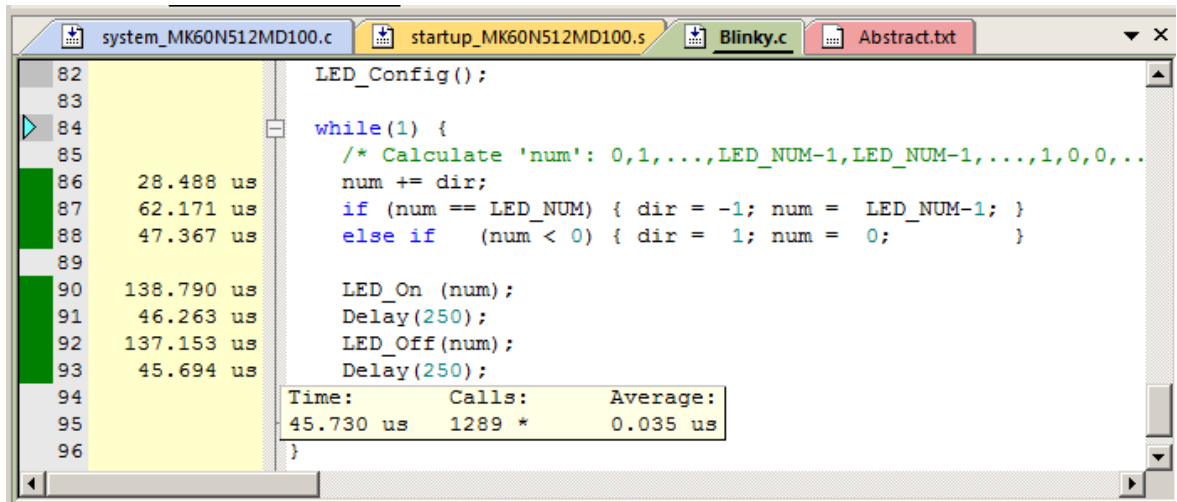 system_MK60N512MD100.c startup_MK60N512MD100.s Blinky.c Abstract.txt
82 LED_Config();
83
84 while(1) {
85 /* Calculate 'num': 0,1,...,LED_NUM-1,LED_NUM-1,...,1,0,0,..
86 28.488 us num += dir;
87 62.171 us if (num == LED_NUM) { dir = -1; num = LED_NUM-1; }
88 47.367 us else if (num < 0) { dir = 1; num = 0; }
89
90 138.790 us LED_On (num);
91 46.263 us Delay(250);
92 137.153 us LED_Off(num);
93 45.694 us Delay(250);
94 Time: Calls: Average:
95 45.730 us 1289 * 0.035 us
96 }